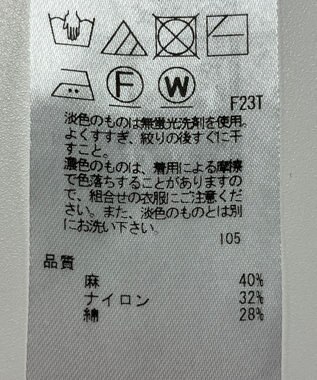 F W
F23T
淡色のものは無蛍光洗剤を使用。
よくすすぎ、絞りの後すぐに干
すこと。
濃色のものは、着用による摩擦
で色落ちすることがありますの
で、組合せの衣服にご注意くだ
さい。また、淡色のものとは別
にお洗い下さい。
105
品質
麻 40%
ナイロン 32%
綿 28%